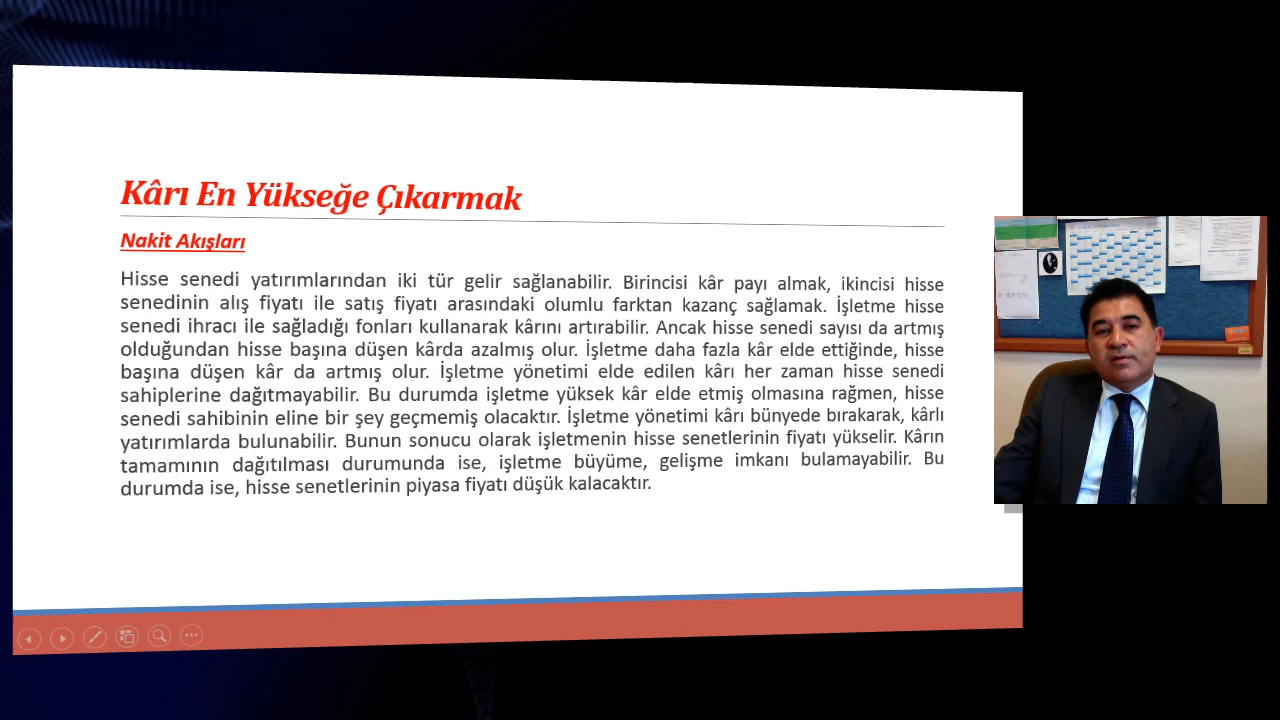 Kârı En Yükseğe Çıkarmak
Nakit Akışları
Hisse senedi yatırımlarından iki tür gelir sağlanabilir. Birincisi kâr payı almak, ikincisi hisse
senedinin alış fiyatı ile satış fiyatı arasındaki olumlu farktan kazanç sağlamak. İşletme hisse
senedi ihracı ile sağladığı fonları kullanarak kârını artırabilir. Ancak hisse senedi sayısı da artmış
olduğundan hisse başına düşen kârda azalmış olur. İşletme daha fazla kâr elde ettiğinde, hisse
başına düşen kâr da artmış olur. İşletme yönetimi elde edilen kârı her zaman hisse senedi
sahiplerine dağıtmayabilir. Bu durumda işletme yüksek kâr elde etmiş olmasına rağmen, hisse
senedi sahibinin eline bir şey geçmemiş olacaktır. İşletme yönetimi kârı bünyede bırakarak, kârlı
yatırımlarda bulunabilir. Bunun sonucu olarak işletmenin hisse senetlerinin fiyatı yükselir. Kârın
tamamının dağıtılması durumunda ise, işletme büyüme, gelişme imkanı bulamayabilir. Bu
durumda ise, hisse senetlerinin piyasa fiyatı düşük kalacaktır.